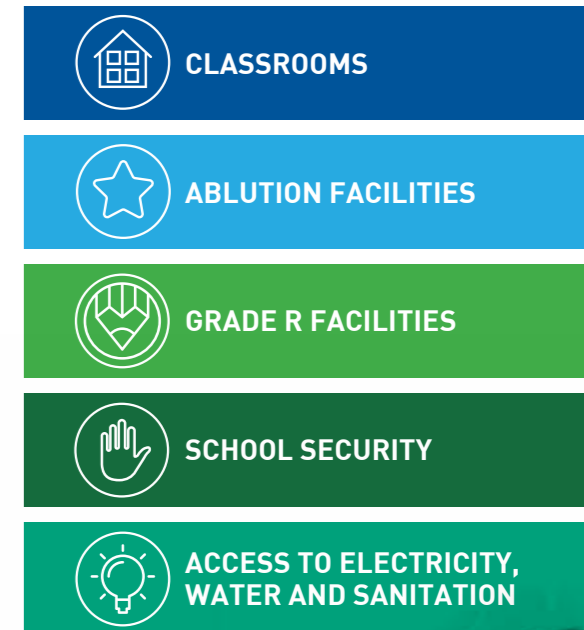 CLASSROOMS
ABLUTION FACILITIES
GRADE R FACILITIES
SCHOOL SECURITY
ACCESS TO ELECTRICITY,
WATER AND SANITATION